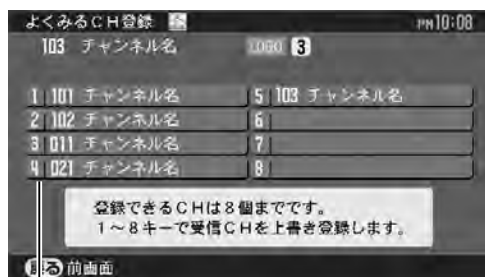 よくみるCH登録 PM10:08
103 チャンネル名 LOGO 3
1 101 チャンネル名 5 103 チャンネル名
2 102 チャンネル名 6
3 011 チャンネル名 7
4 021 チャンネル名 8
登録できるCHは8個までです。
1~8キーで受信CHを上書き登録します。
戻る 前画面